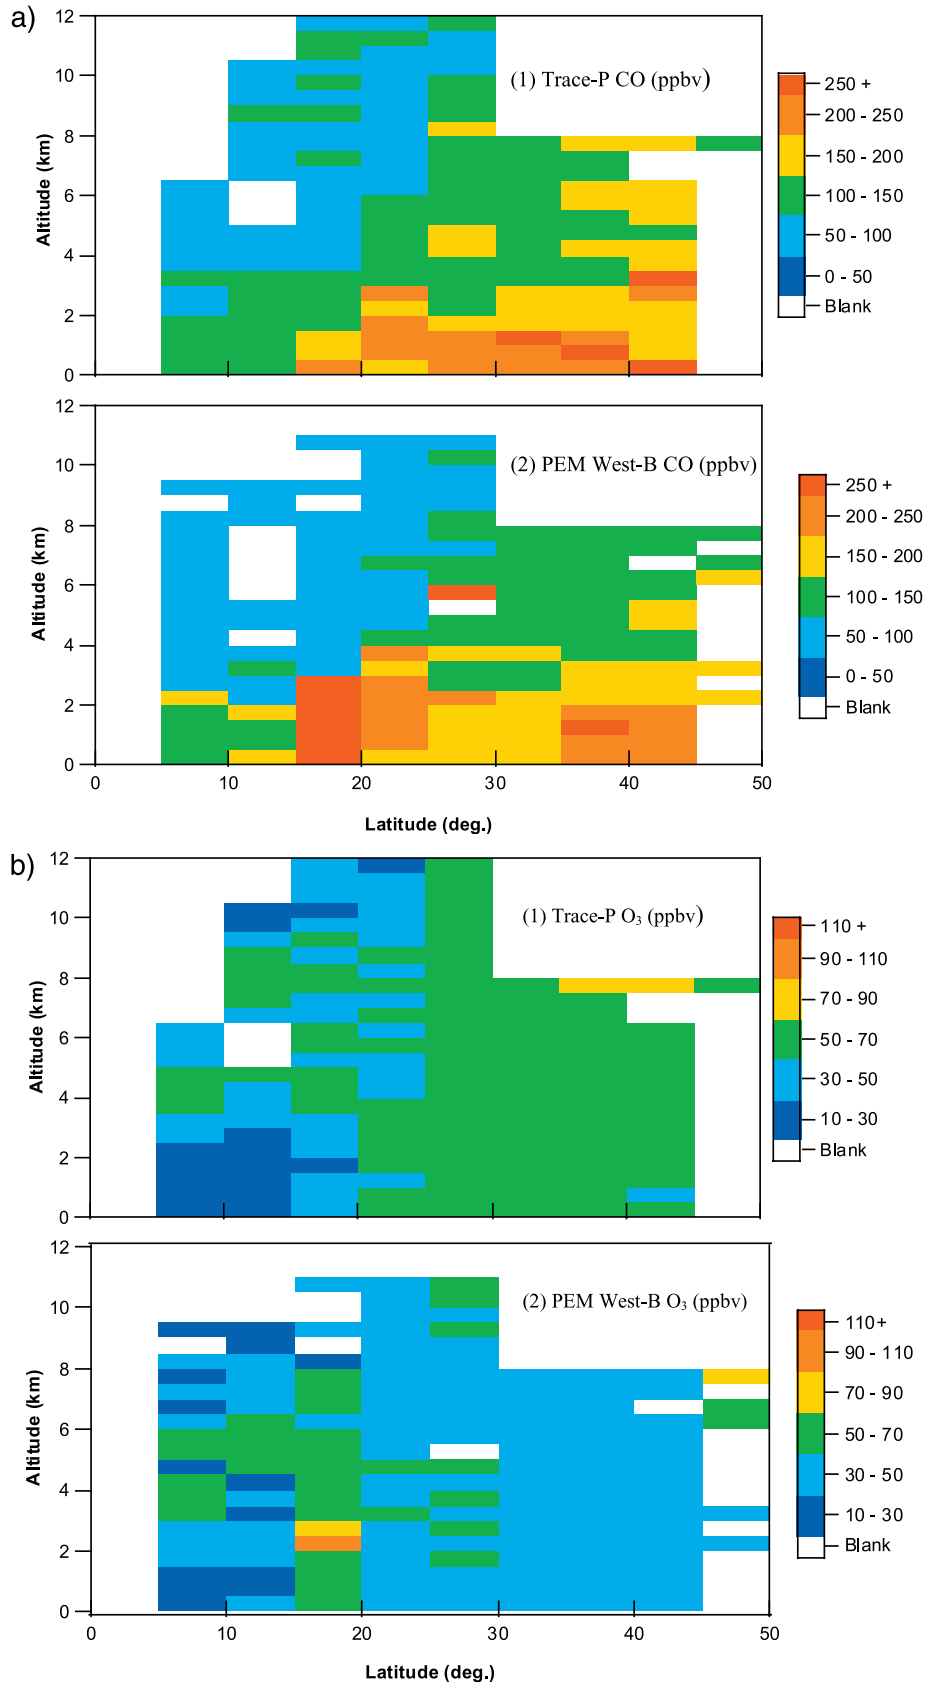 a)
(1) Trace-P CO (ppbv)
12
10
8
6
4
2
0
Altitude (km)
250 +
200 - 250
150 - 200
100 - 150
50 - 100
0 - 50
Blank
(2) PEM West-B CO (ppbv)
12
10
8
6
4
2
0
Altitude (km)
0 10 20 30 40 50
Latitude (deg.)
250 +
200 - 250
150 - 200
100 - 150
50 - 100
0 - 50
Blank
b)
(1) Trace-P O₃ (ppbv)
12
10
8
6
4
2
0
Altitude (km)
110 +
90 - 110
70 - 90
50 - 70
30 - 50
10 - 30
Blank
(2) PEM West-B O₃ (ppbv)
12
10
8
6
4
2
0
Altitude (km)
0 10 20 30 40 50
Latitude (deg.)
110+
90 - 110
70 - 90
50 - 70
30 - 50
10 - 30
Blank